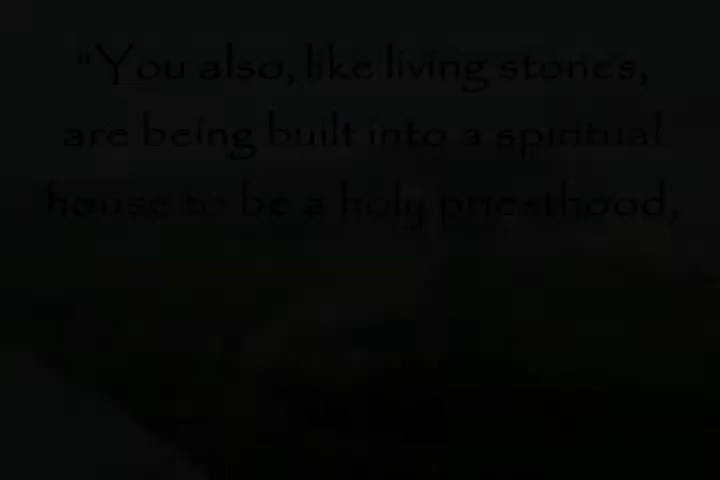 “You also, like living stones,
are being built into a spiritual
house to be a holy priesthood,